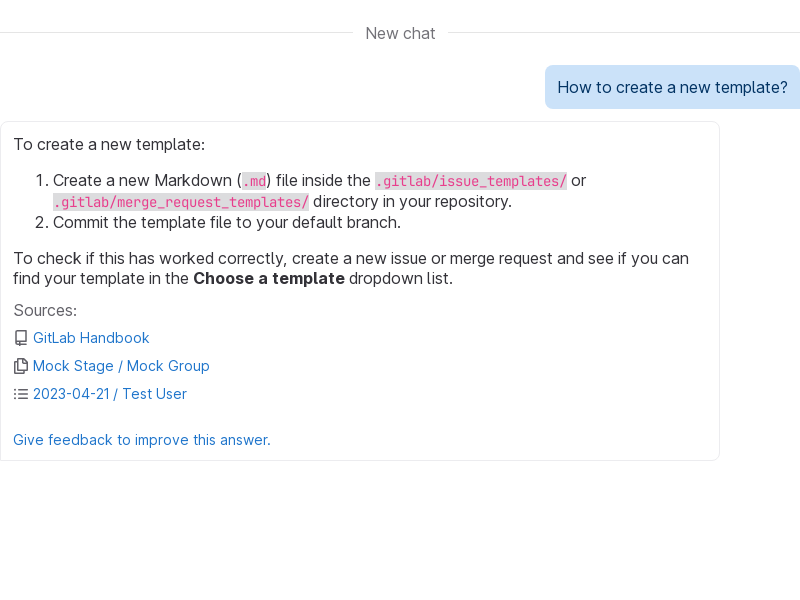 New chat
How to create a new template?
To create a new template:
1. Create a new Markdown (.md) file inside the .gitlab/issue_templates/ or
.gitlab/merge_request_templates/ directory in your repository.
2. Commit the template file to your default branch.
To check if this has worked correctly, create a new issue or merge request and see if you can
find your template in the Choose a template dropdown list.
Sources:
GitLab Handbook
Mock Stage / Mock Group
2023-04-21 / Test User
Give feedback to improve this answer.